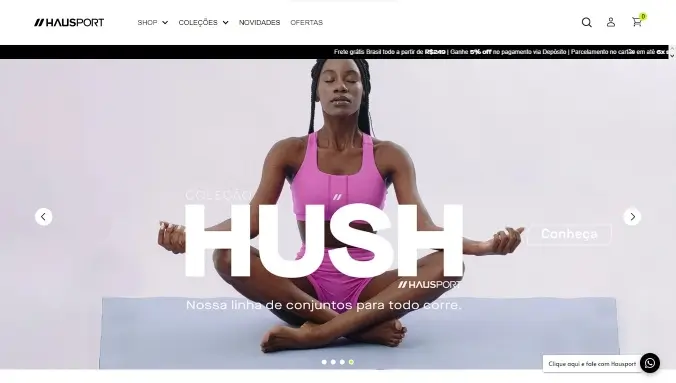 HAUSPORT
SHOP COLEÇÕES NOVIDADES OFERTAS
0
Frete grátis Brasil todo a partir de R$249 | Ganhe 5% off no pagamento via Depósito | Parcelamento no cartão em até 6x
COLEÇÃO
HÜSH
Conheça
HAUSPORT
Nossa linha de conjuntos para todo corre.
Clique aqui e fale com Hausport